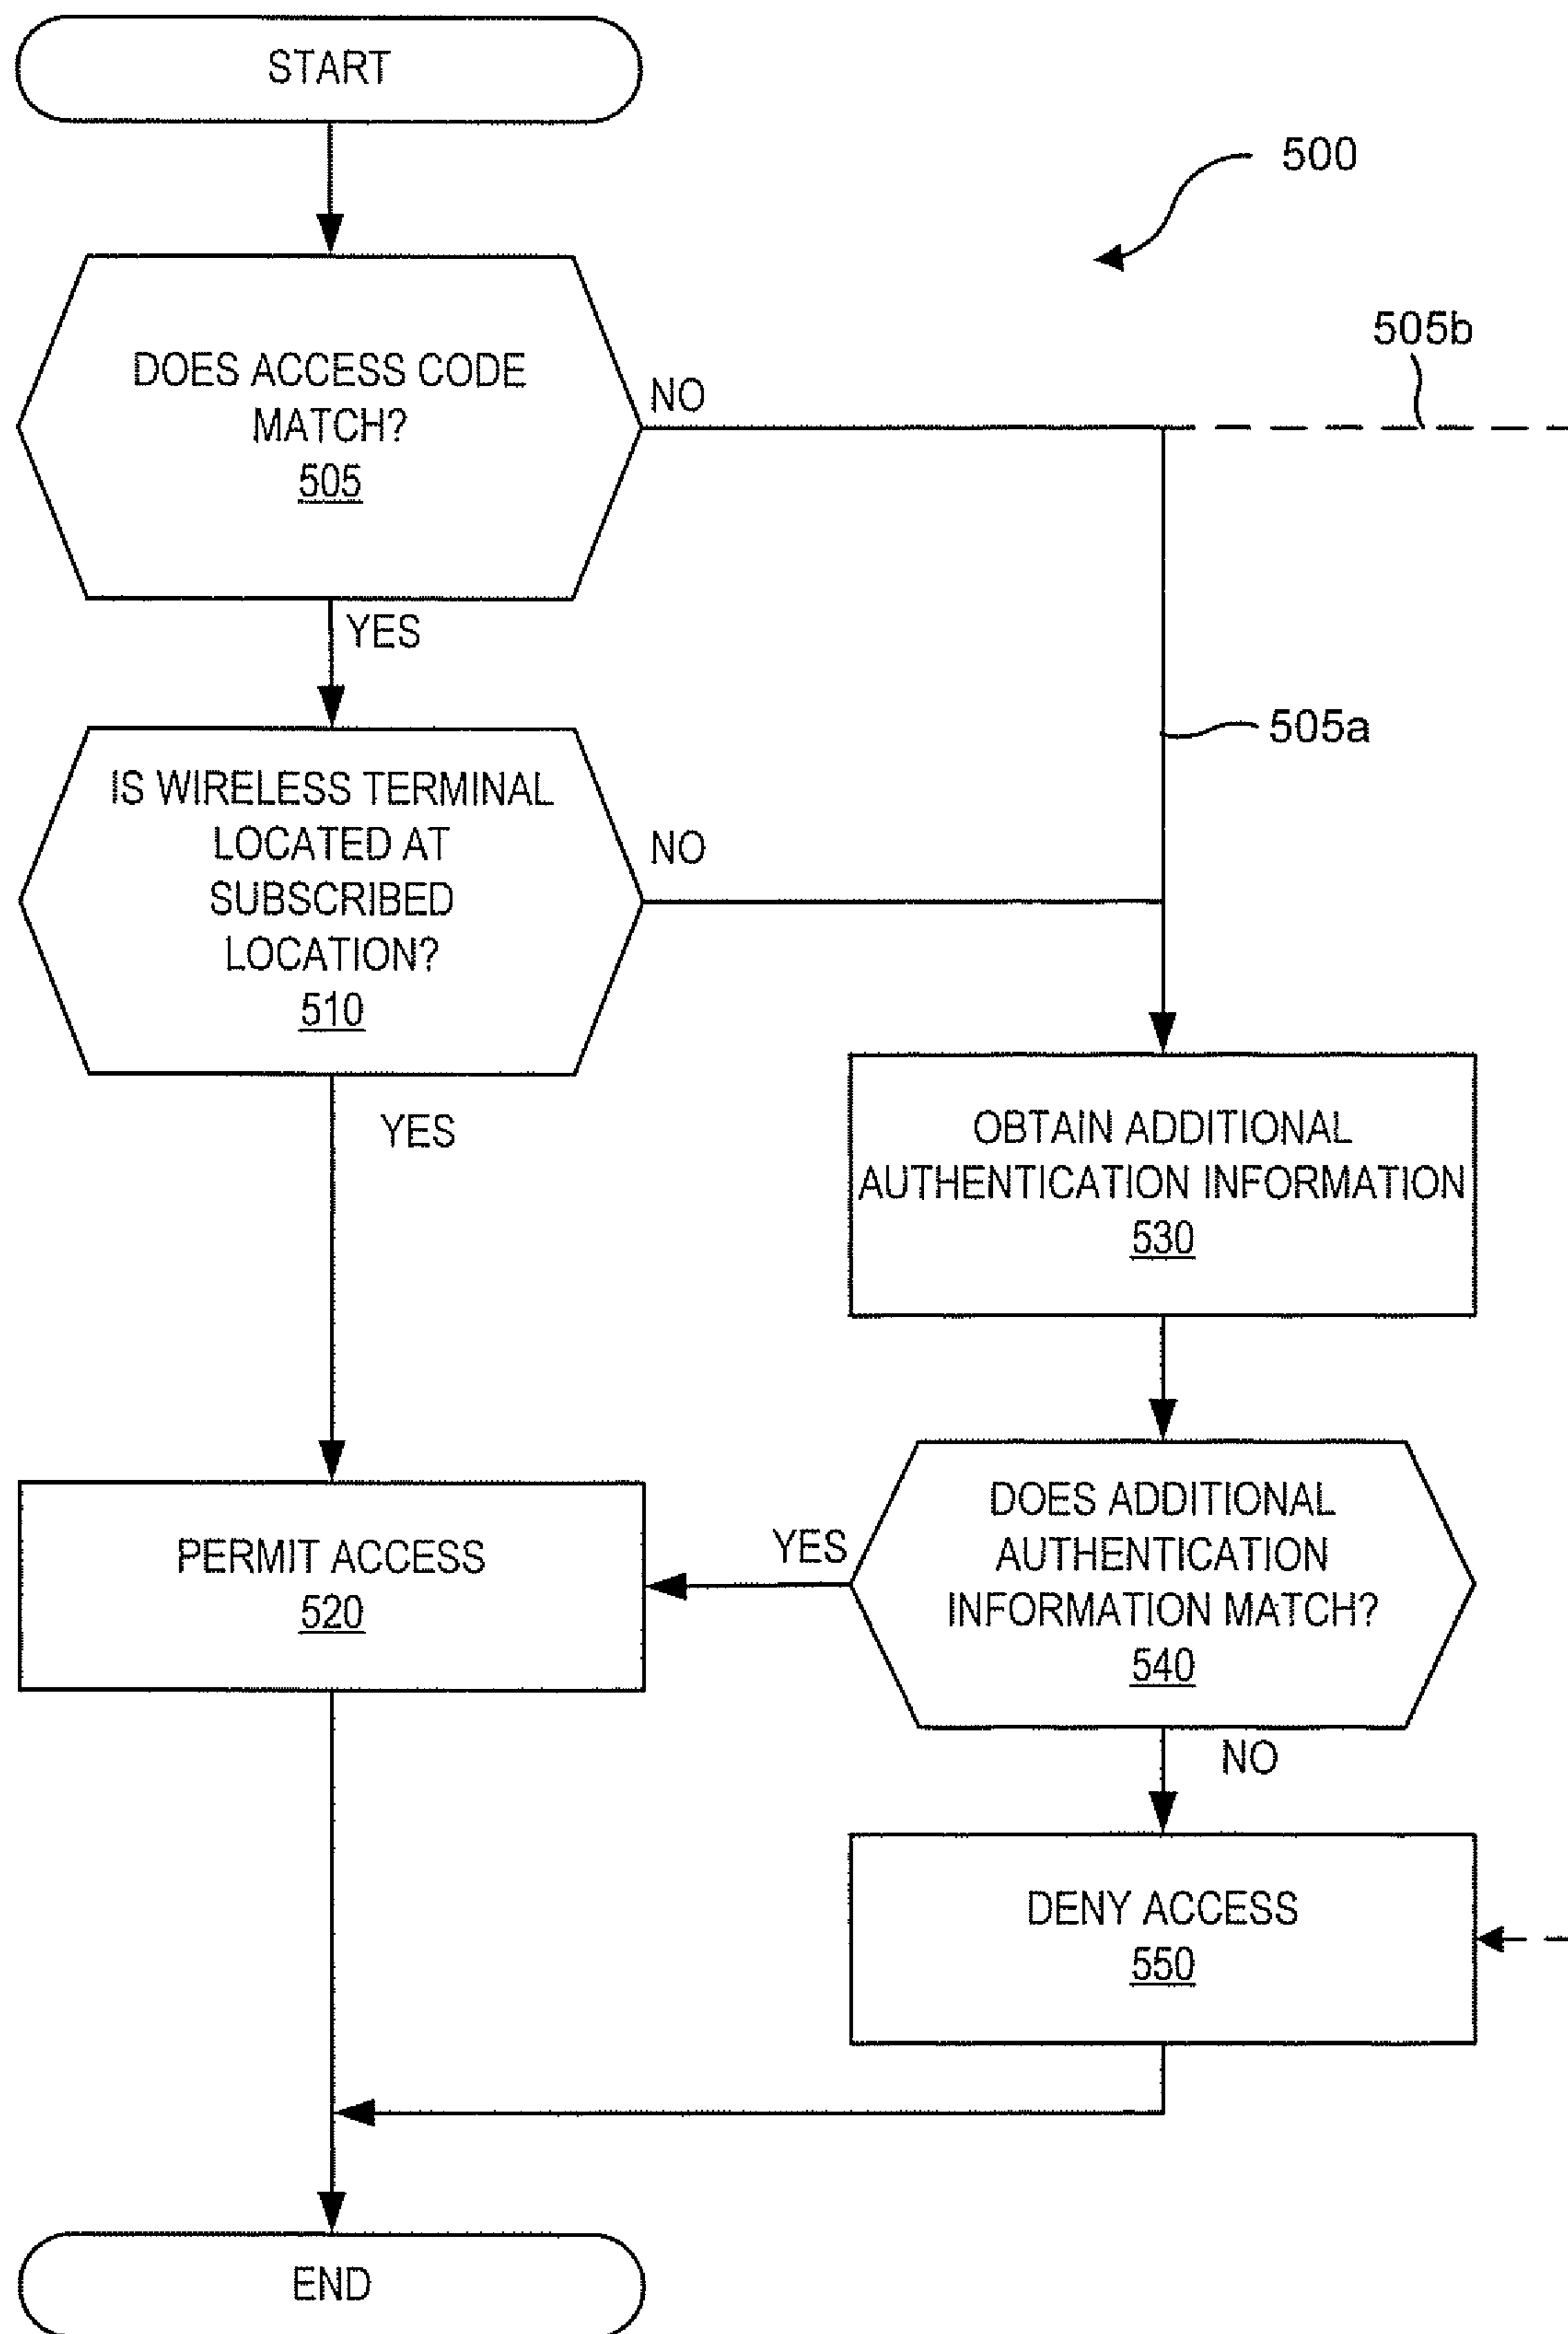 START
500
505b
DOES ACCESS CODE
MATCH?
505
NO
YES
505a
IS WIRELESS TERMINAL
LOCATED AT
SUBSCRIBED
LOCATION?
510
NO
YES
OBTAIN ADDITIONAL
AUTHENTICATION INFORMATION
530
PERMIT ACCESS
520
YES
DOES ADDITIONAL
AUTHENTICATION
INFORMATION MATCH?
540
NO
DENY ACCESS
550
END